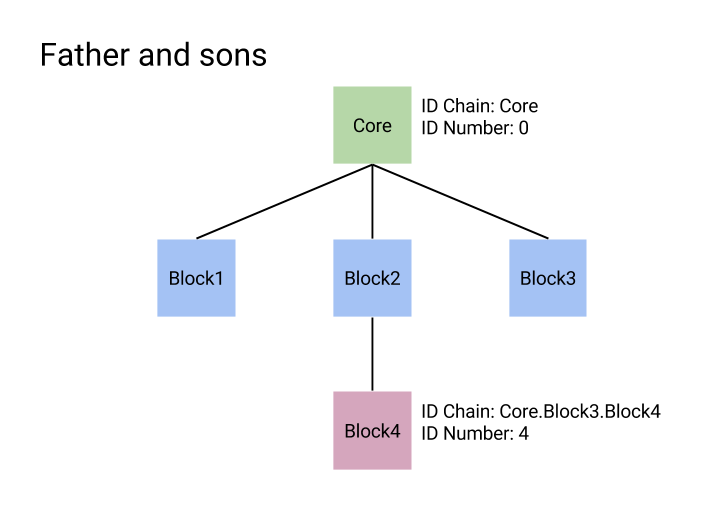 Father and sons
Core
ID Chain: Core
ID Number: 0
Block1
Block2
Block3
Block4
ID Chain: Core.Block3.Block4
ID Number: 4